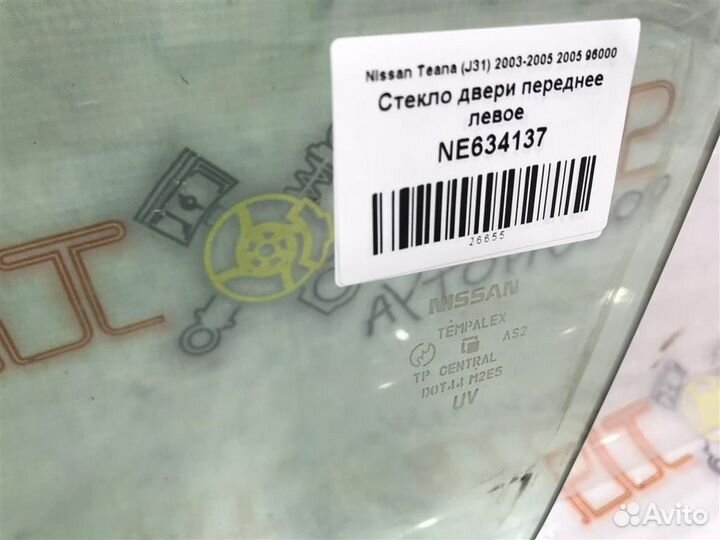 Nissan Teana (J31) 2003-2005 2005 96000
Стекло двери переднее
левое
NE634137
26655
NISSAN
TEMPALEX
AS2
TP CENTRAL
DOT44 M2E5
UV
Avito